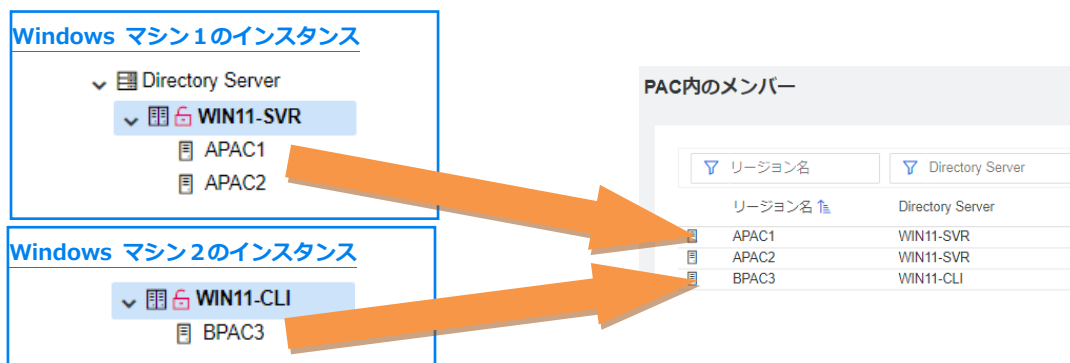 Windows マシン１のインスタンス
Directory Server
WIN11-SVR
APAC1
APAC2
Windows マシン２のインスタンス
WIN11-CLI
BPAC3
PAC内のメンバー
リージョン名 Directory Server
リージョン名 Directory Server
APAC1 WIN11-SVR
APAC2 WIN11-SVR
BPAC3 WIN11-CLI